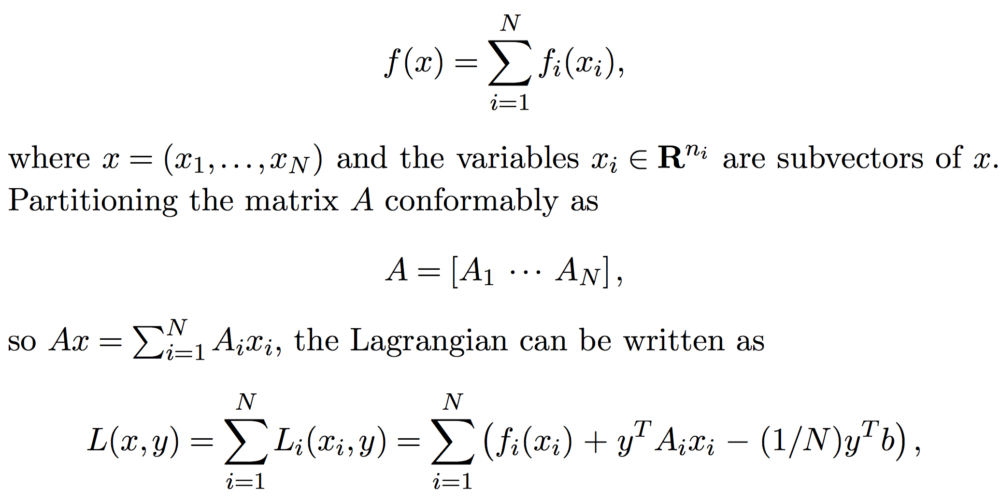 $$f(x) = \sum_{i=1}^{N} f_i(x_i),$$
where $x = (x_1, \ldots, x_N)$ and the variables $x_i \in \mathbf{R}^{n_i}$ are subvectors of $x$.
Partitioning the matrix $A$ conformably as
$$A = [A_1 \ \cdots \ A_N],$$
so $Ax = \sum_{i=1}^{N} A_i x_i$, the Lagrangian can be written as
$$L(x, y) = \sum_{i=1}^{N} L_i(x_i, y) = \sum_{i=1}^{N} \left( f_i(x_i) + y^T A_i x_i - (1/N) y^T b \right),$$